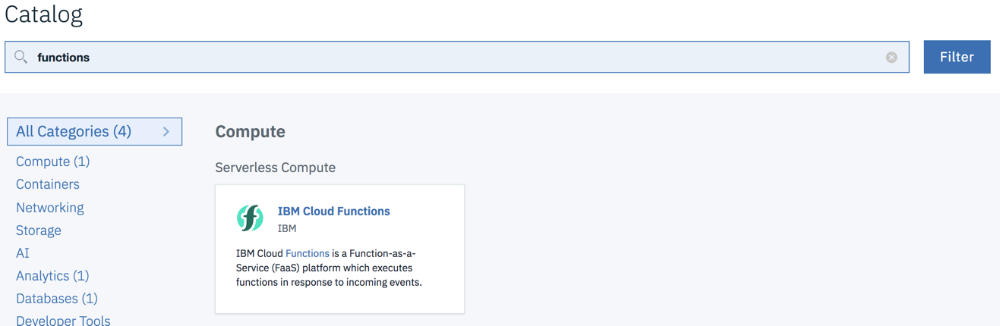 Catalog
functions
Filter
All Categories (4)
Compute (1)
Containers
Networking
Storage
AI
Analytics (1)
Databases (1)
Developer Tools
Compute
Serverless Compute
IBM Cloud Functions
IBM
IBM Cloud Functions is a Function-as-a-
Service (FaaS) platform which executes
functions in response to incoming events.